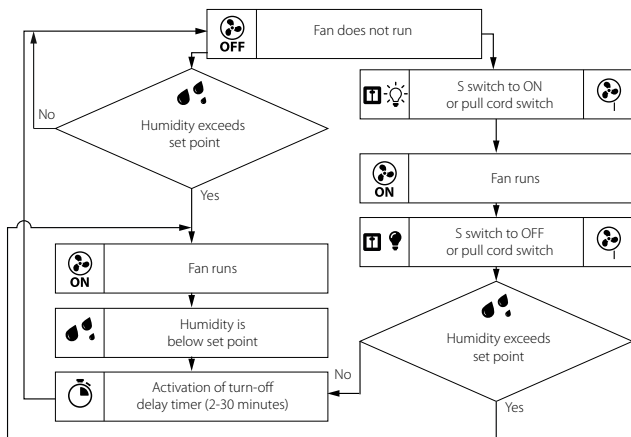 OFF
Fan does not run
No
Humidity exceeds
set point
Yes
ON
Fan runs
Humidity is
below set point
Activation of turn-off
delay timer (2-30 minutes)
S switch to ON
or pull cord switch
ON
Fan runs
S switch to OFF
or pull cord switch
Humidity exceeds
set point
No
Yes